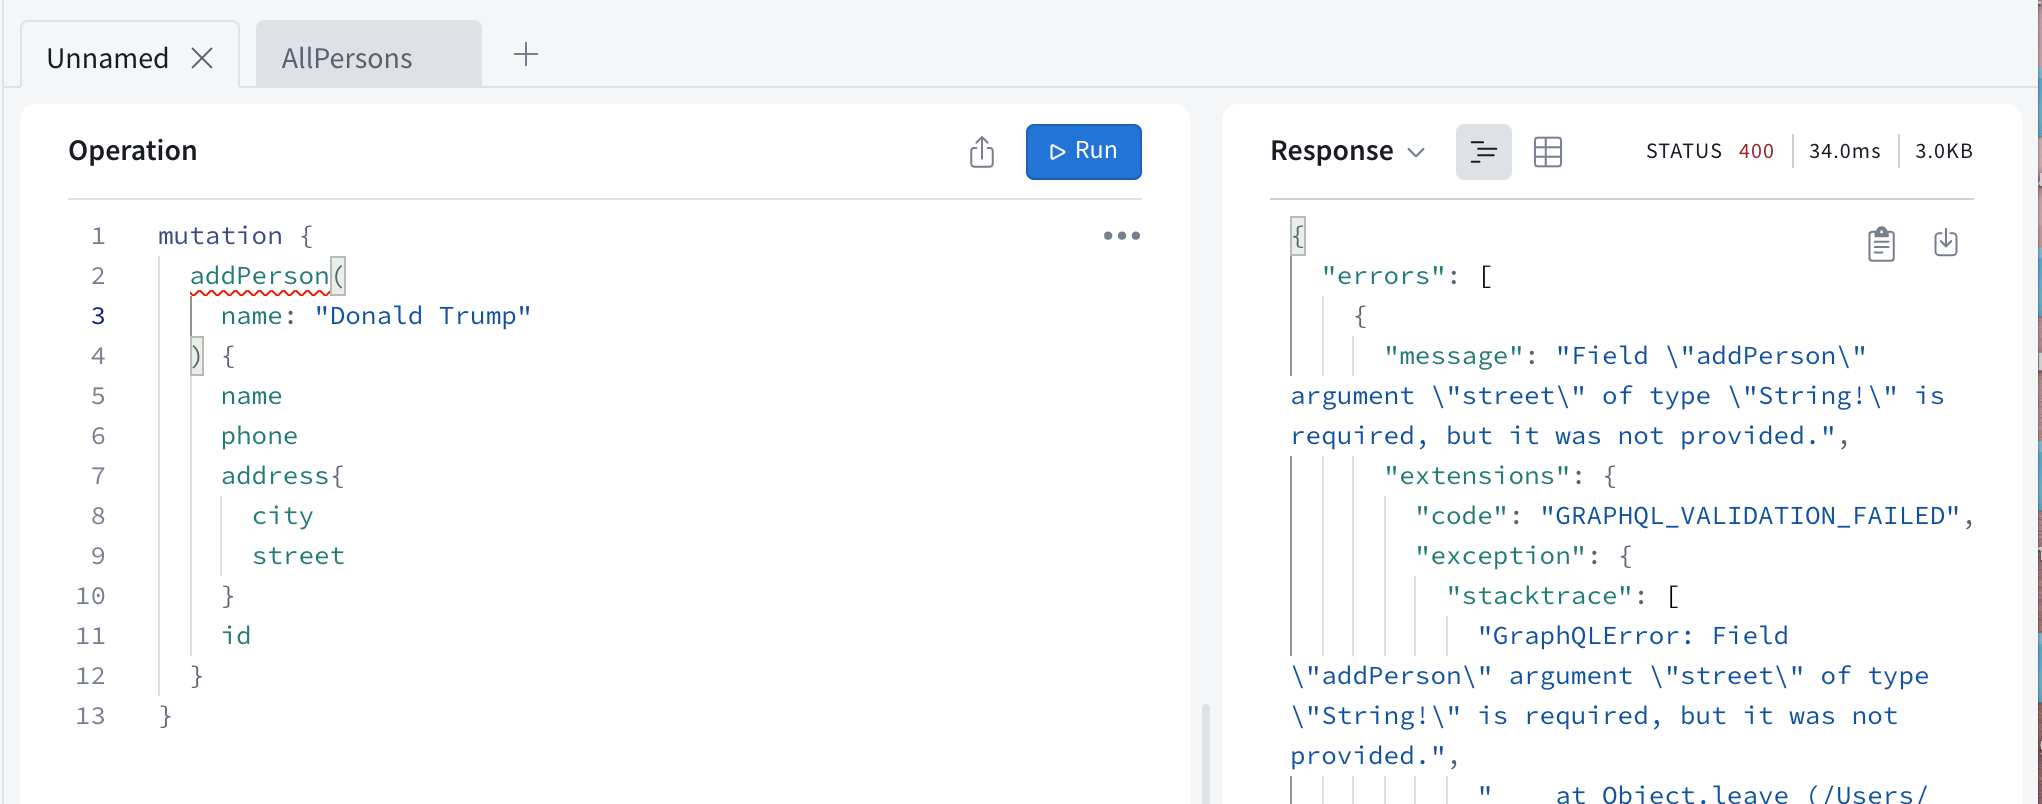 Unnamed
AllPersons
Operation
Run
1 mutation {
2 addPerson(
3 name: "Donald Trump"
4 ) {
5 name
6 phone
7 address{
8 city
9 street
10 }
11 id
12 }
13 }
Response
STATUS 400 34.0ms 3.0KB
{
"errors": [
{
"message": "Field \"addPerson\"
argument \"street\" of type \"String!\" is
required, but it was not provided.",
"extensions": {
"code": "GRAPHQL_VALIDATION_FAILED",
"exception": {
"stacktrace": [
"GraphQLError: Field
\"addPerson\" argument \"street\" of type
\"String!\" is required, but it was not
provided.",
" at Object.leave (/Users/